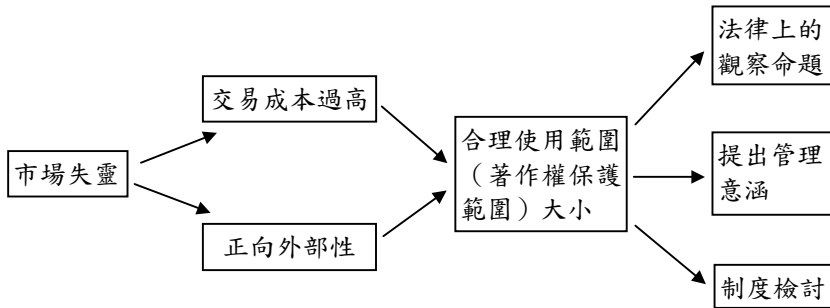 市場失靈
交易成本過高
正向外部性
合理使用範圍
（著作權保護
範圍）大小
法律上的
觀察命題
提出管理
意涵
制度檢討